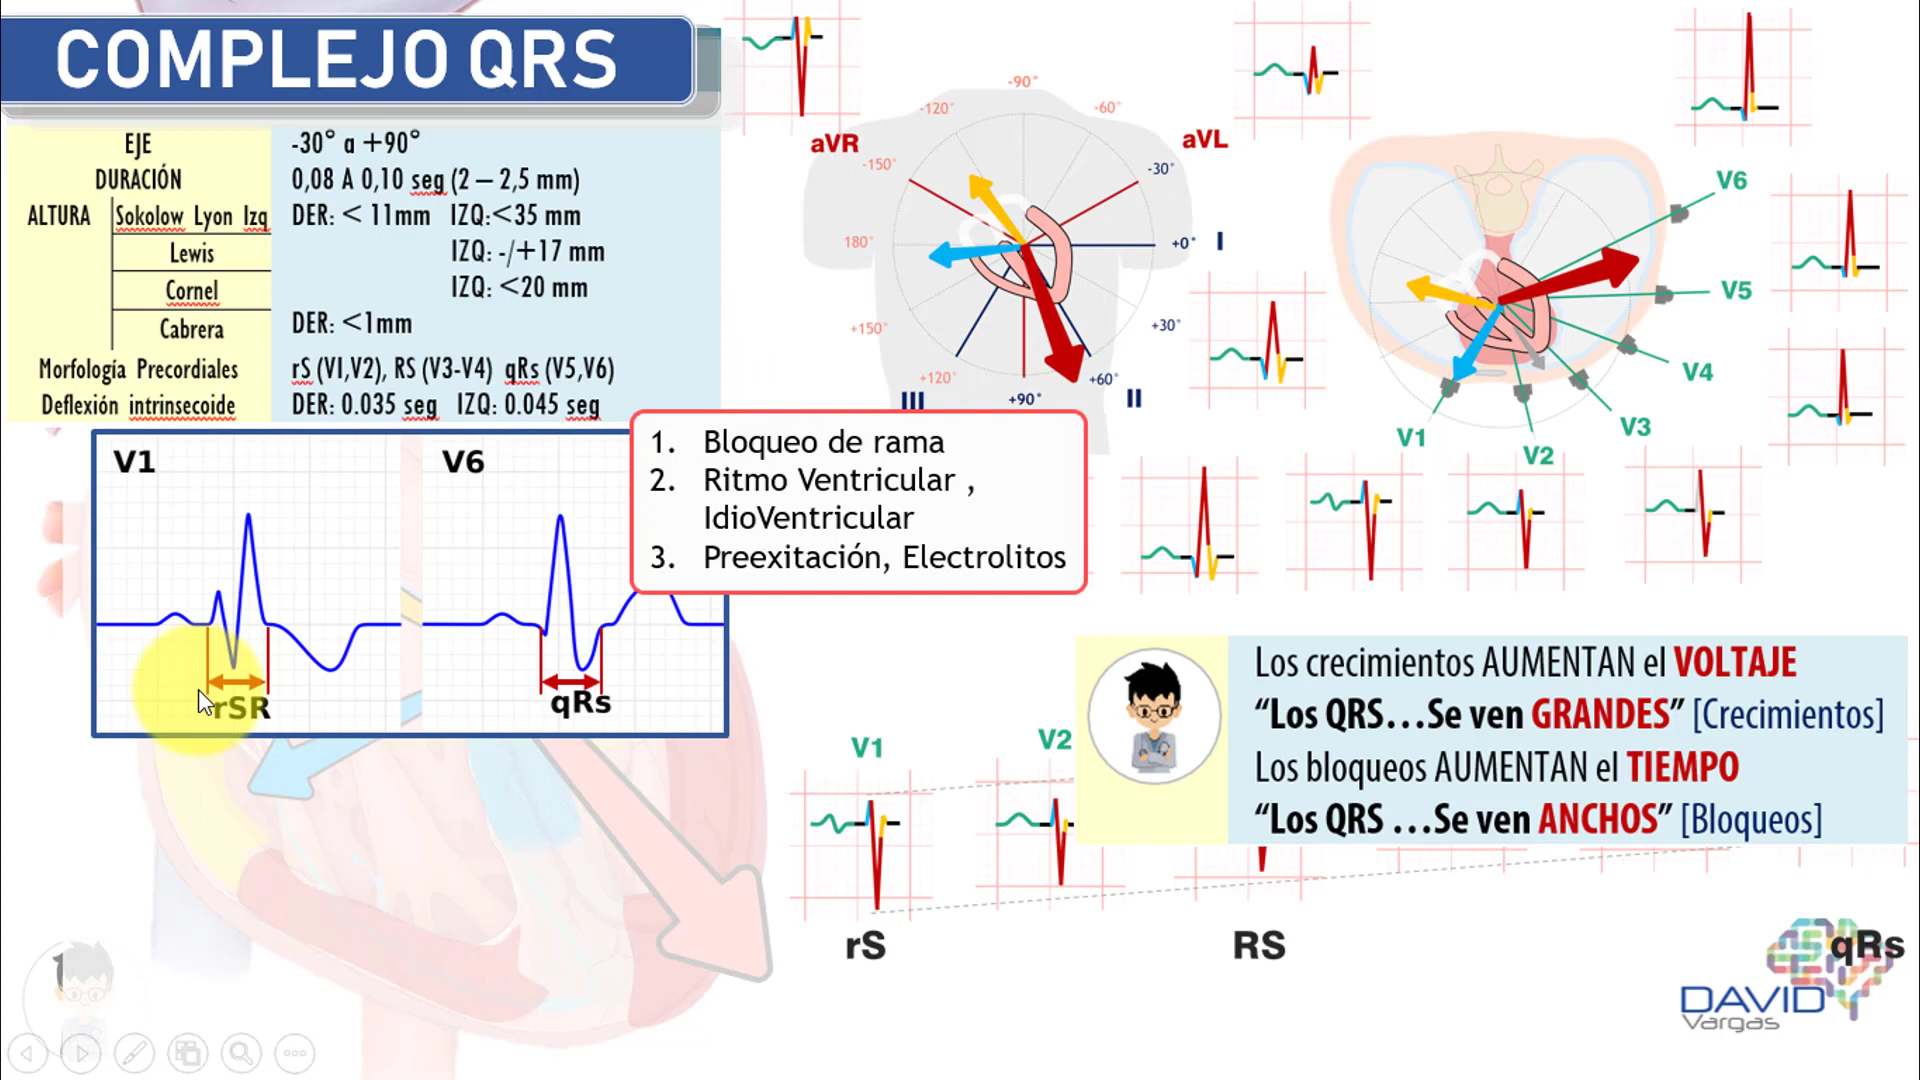 COMPLEJO QRS
EJE -30° a +90°
DURACIÓN 0,08 A 0,10 seg (2 – 2,5 mm)
ALTURA Sokolow Lyon Izq DER: < 11mm IZQ:<35 mm
Lewis IZQ: -/+17 mm
Cornel IZQ: <20 mm
Cabrera DER: <1mm
Morfología Precordiales rS (V1,V2), RS (V3-V4) qRs (V5,V6)
Deflexión intrinsecoide DER: 0.035 seg IZQ: 0.045 seg
aVR
aVL
-90°
-120°
-60°
-150°
-30°
180°
+0°
I
+150°
+30°
+120°
+60°
+90°
III
II
V6
V5
V4
V3
V2
V1
V1
V6
rSR
qRs
1. Bloqueo de rama
2. Ritmo Ventricular ,
IdioVentricular
3. Preexitación, Electrolitos
Los crecimientos AUMENTAN el VOLTAJE
“Los QRS...Se ven GRANDES” [Crecimientos]
Los bloqueos AUMENTAN el TIEMPO
“Los QRS ...Se ven ANCHOS” [Bloqueos]
V1
V2
rS
RS
qRs
DAVID
Vargas